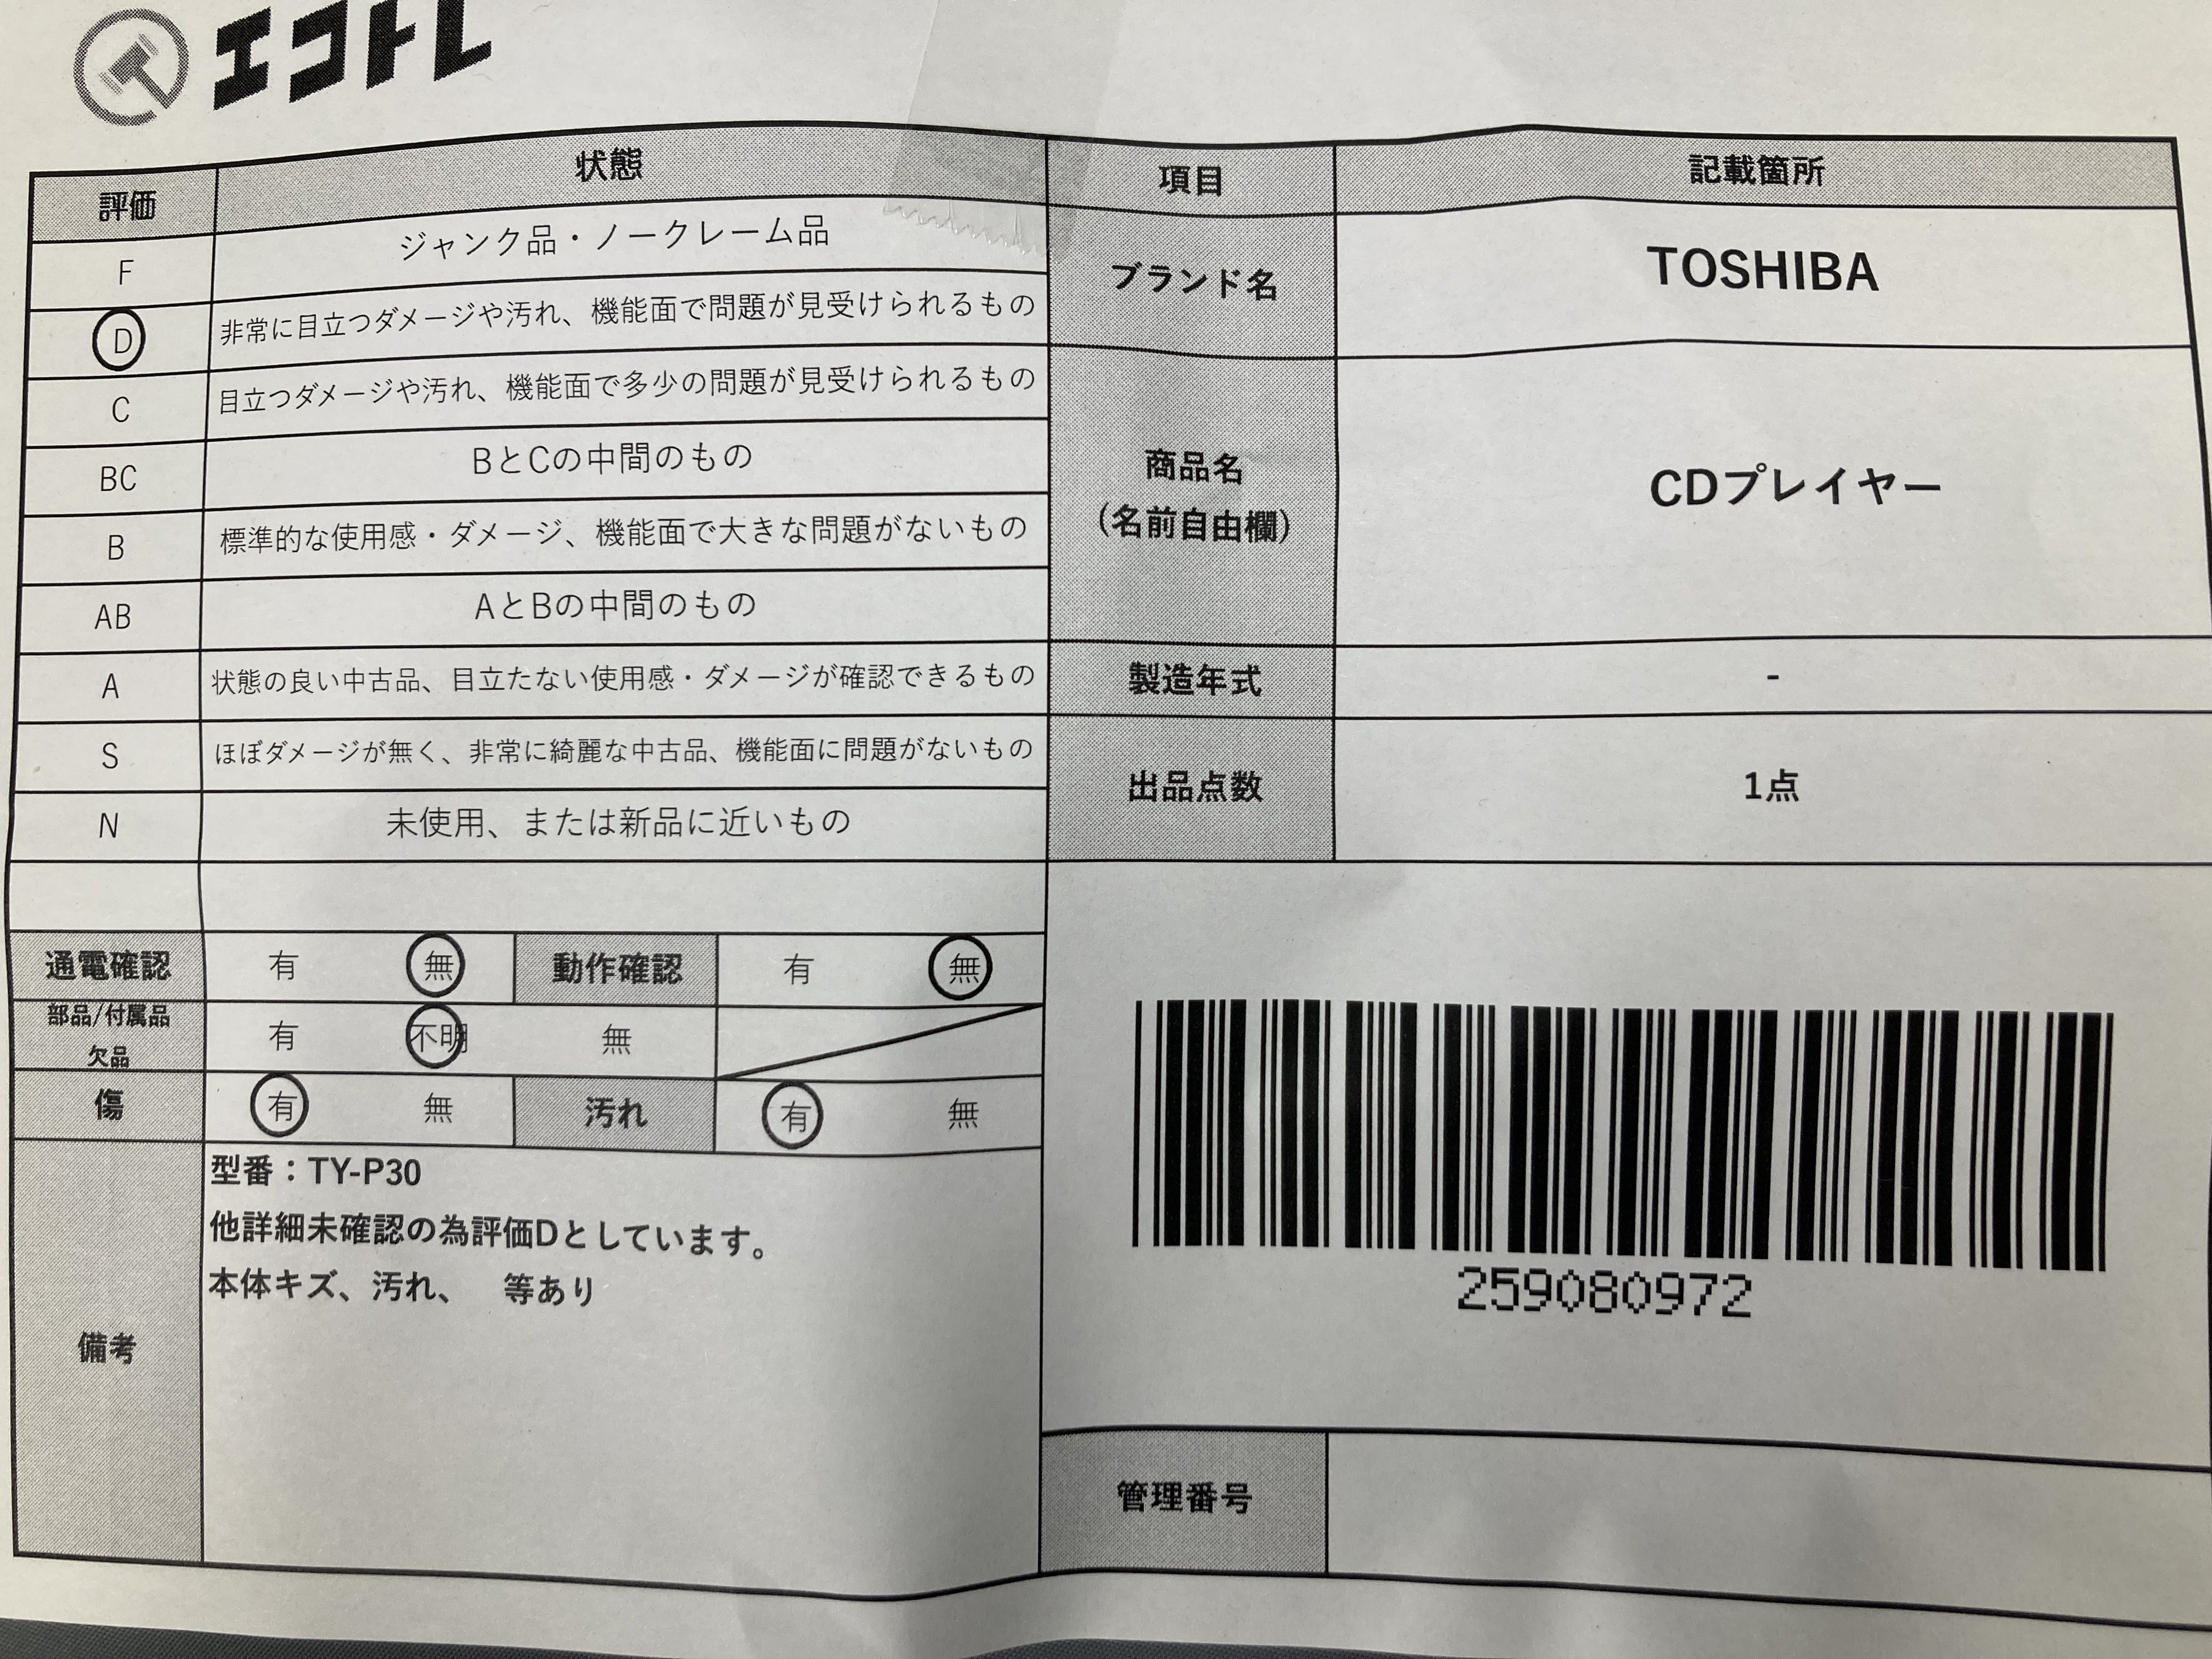 エコトレ
評価 状態
F ジャンク品・ノークレーム品
D 非常に目立つダメージや汚れ、機能面で問題が見受けられるもの
C 目立つダメージや汚れ、機能面で多少の問題が見受けられるもの
BC BとCの中間のもの
B 標準的な使用感・ダメージ、機能面で大きな問題がないもの
AB AとBの中間のもの
A 状態の良い中古品、目立たない使用感・ダメージが確認できるもの
S ほぼダメージが無く、非常に綺麗な中古品、機能面に問題がないもの
N 未使用、または新品に近いもの
通電確認 有 無 動作確認 有 無
部品/付属品
欠品 有 不明 無
傷 有 無 汚れ 有 無
備考
型番：TY-P30
他詳細未確認の為評価Dとしています。
本体キズ、汚れ、 等あり
項目 記載箇所
ブランド名 TOSHIBA
商品名
（名前自由欄） CDプレイヤー
製造年式 -
出品点数 1点
259080972
管理番号